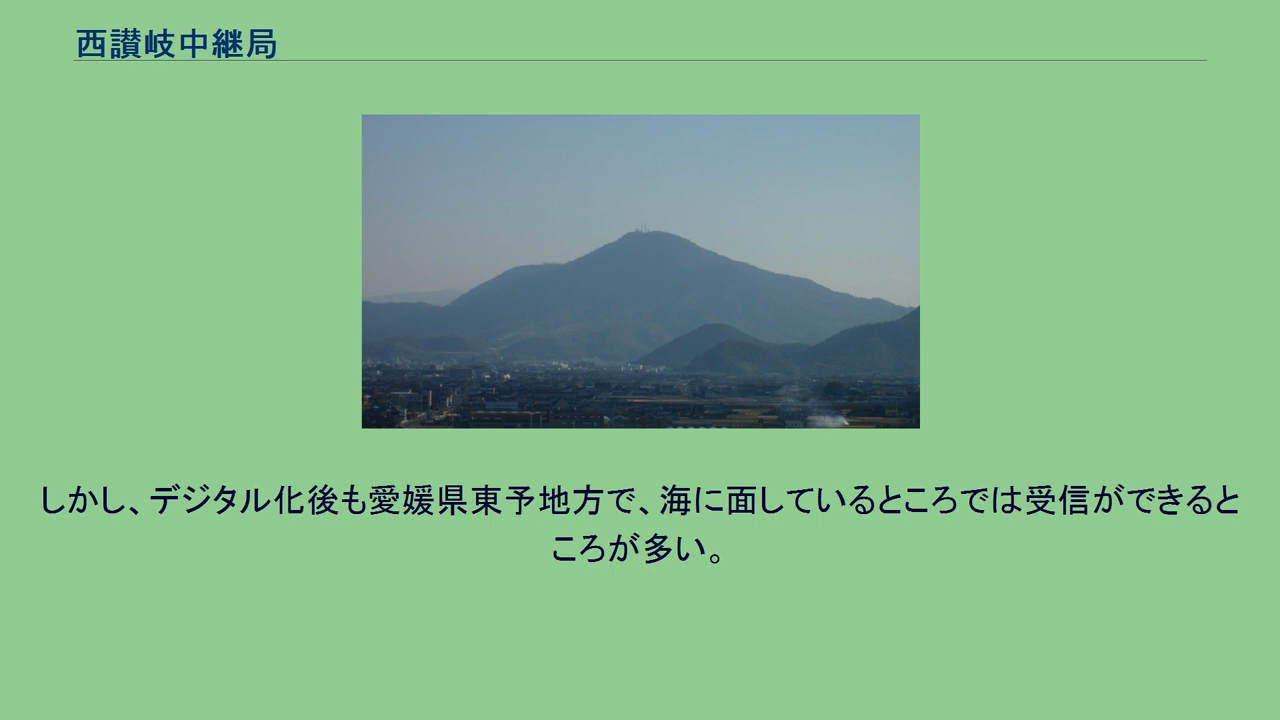 西讃岐中継局
しかし、デジタル化後も愛媛県東予地方で、海に面しているところでは受信ができると
ころが多い。